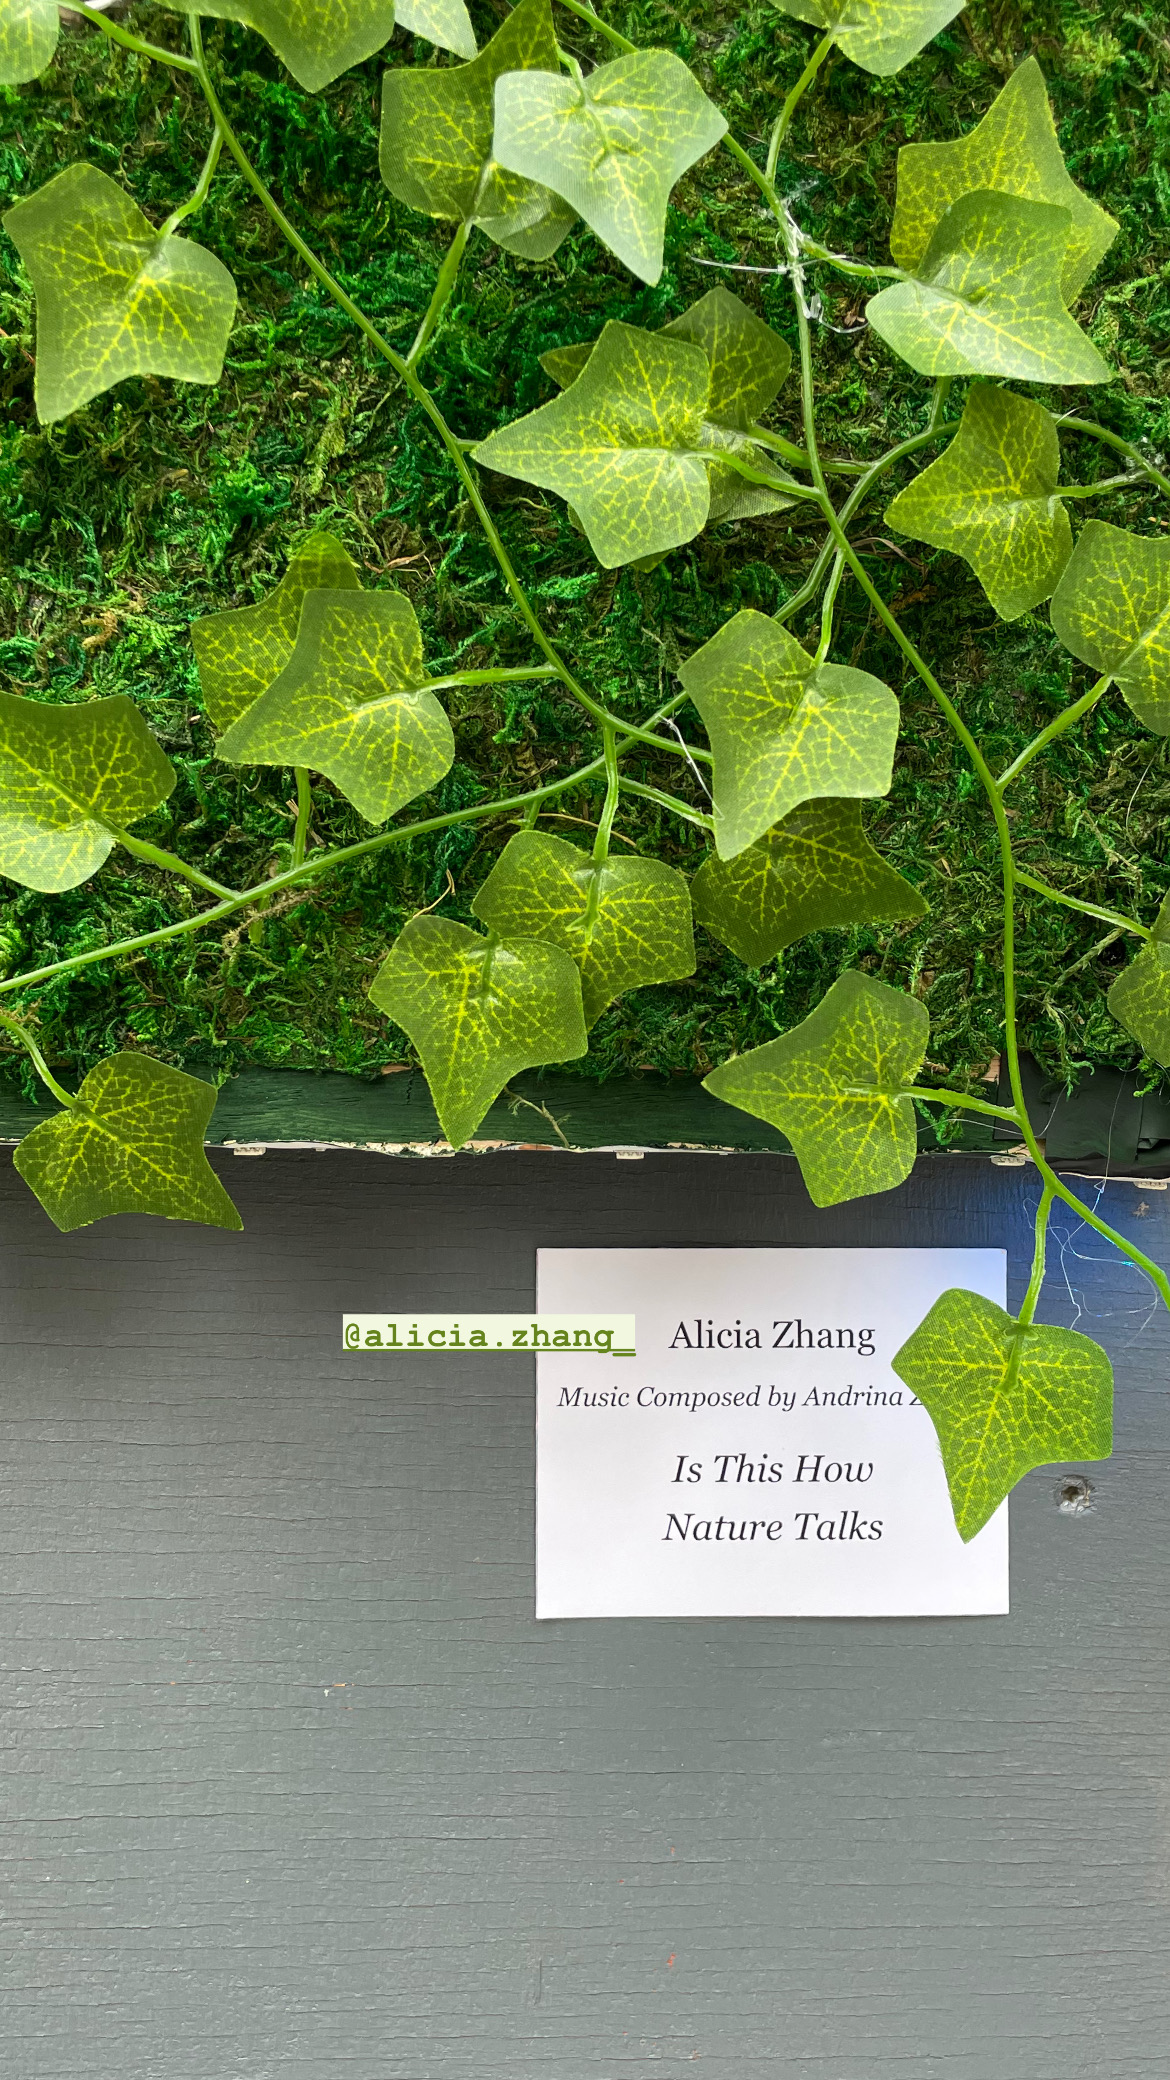 @alicia.zhang_
Alicia Zhang
Music Composed by Andrina
Is This How
Nature Talks